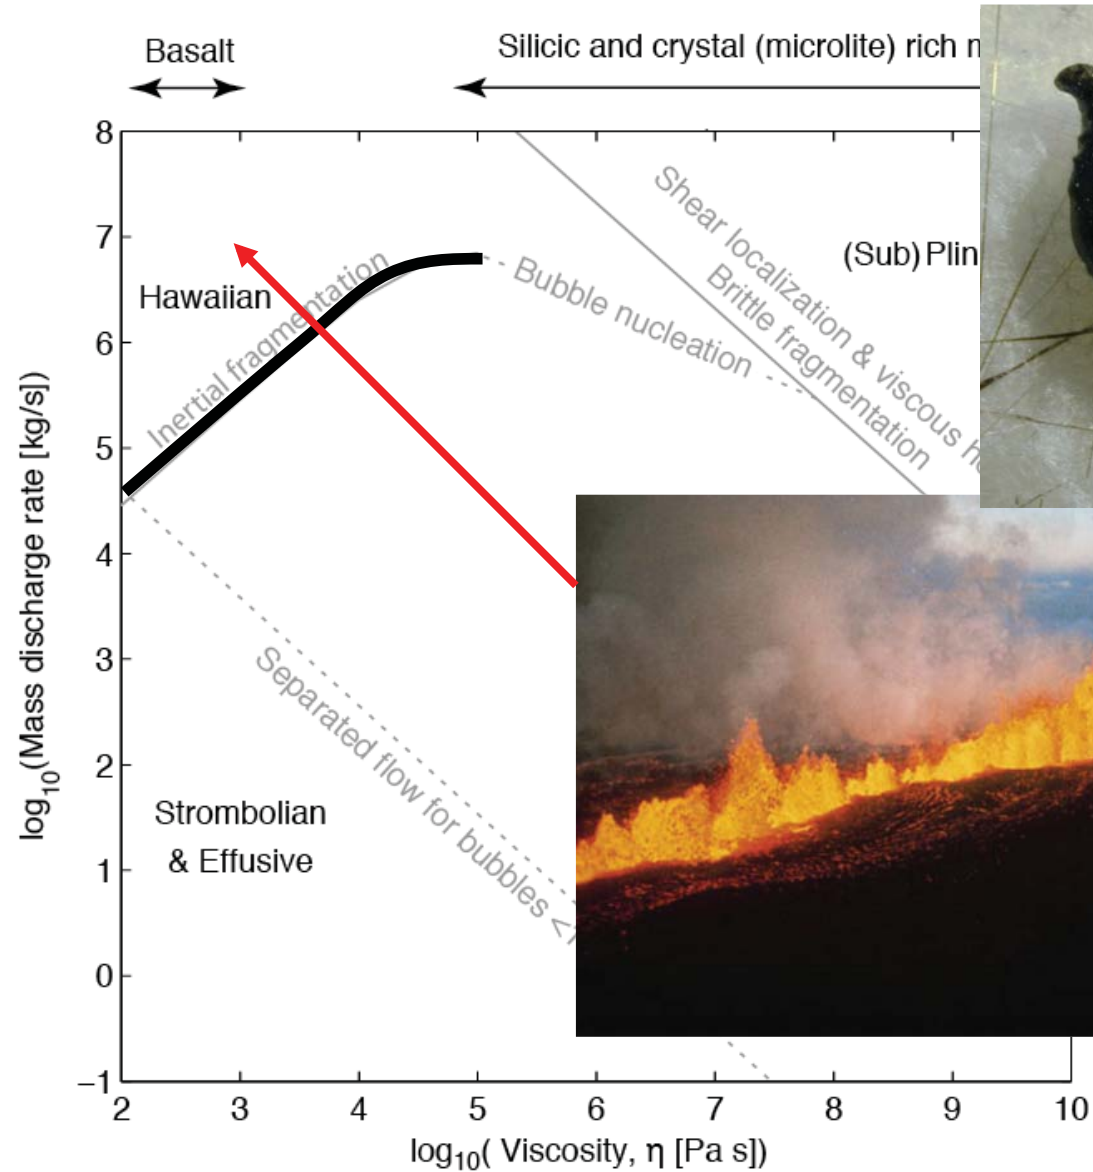 Basalt
Silicic and crystal (microlite) rich
8
7
6
5
4
3
2
1
0
−1
2
3
4
5
6
7
8
9
10
log10(Mass discharge rate [kg/s])
log10( Viscosity, η [Pa s])
Hawaiian
Inertial fragmentation
Bubble nucleation
Shear localization & viscous
Brittle fragmentation
(Sub)
Separated flow for bubbles <
Strombolian
& Effusive